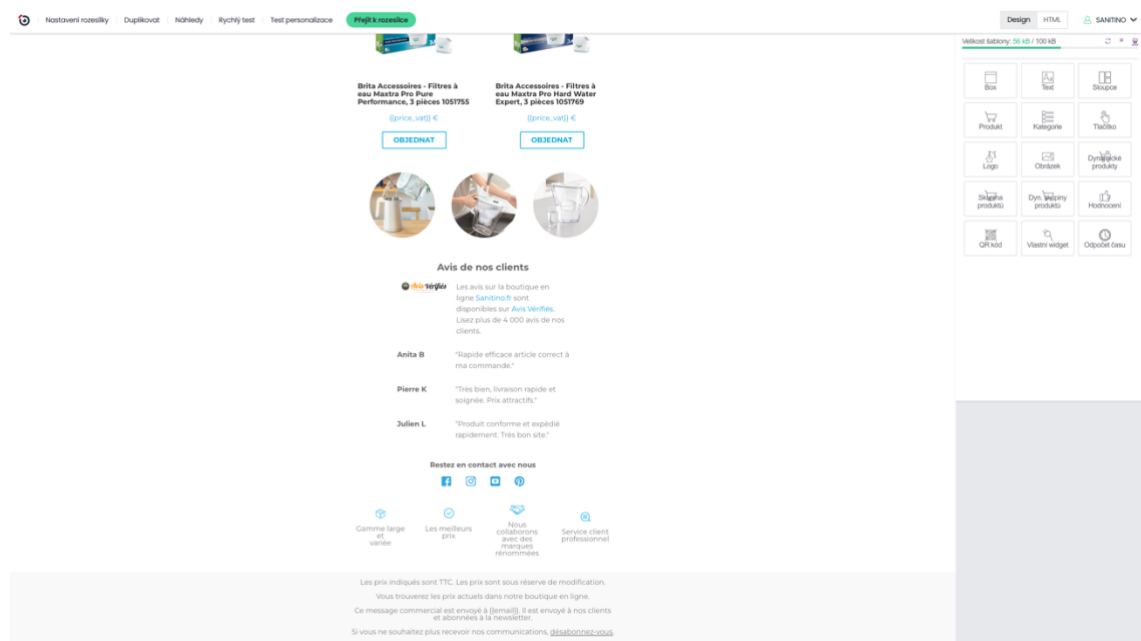 Nastavení rozesílky Duplikovat Náhledy Rychlý test Test personalizace Přejít k rozesílce Design HTML SANITINO
Velikost šablony: 56 kB / 100 kB
Box Text Sloupce
Produkt Kategorie Tlačítko
Logo Obrázek Dynamické produkty
Skupina produktů Dyn. skupiny produktů Hodnocení
QR kód Vlastní widget Odpočet času
Brita Accessoires - Filtres à
eau Maxtra Pro Pure
Performance, 3 pièces 1051755
{{price_vat}} €
OBJEDNAT
Brita Accessoires - Filtres à
eau Maxtra Pro Hard Water
Expert, 3 pièces 1051769
{{price_vat}} €
OBJEDNAT
Avis de nos clients
Avis Vérifiés
Les avis sur la boutique en
ligne Sanitino.fr sont
disponibles sur Avis Vérifiés.
Lisez plus de 4 000 avis de nos
clients.
Anita B
"Rapide efficace article correct à
ma commande."
Pierre K
"Très bien, livraison rapide et
soignée. Prix attractifs."
Julien L
"Produit conforme et expédié
rapidement. Très bon site."
Restez en contact avec nous
Gamme large
et
variée
Les meilleurs
prix
Nous
collaborons
avec des
marques
rénommées
Service client
professionnel
Les prix indiqués sont TTC. Les prix sont sous réserve de modification.
Vous trouverez les prix actuels dans notre boutique en ligne.
Ce message commercial est envoyé à {{email}}. Il est envoyé à nos clients
et abonnées à la newsletter.
Si vous ne souhaitez plus recevoir nos communications, désabonnez-vous.